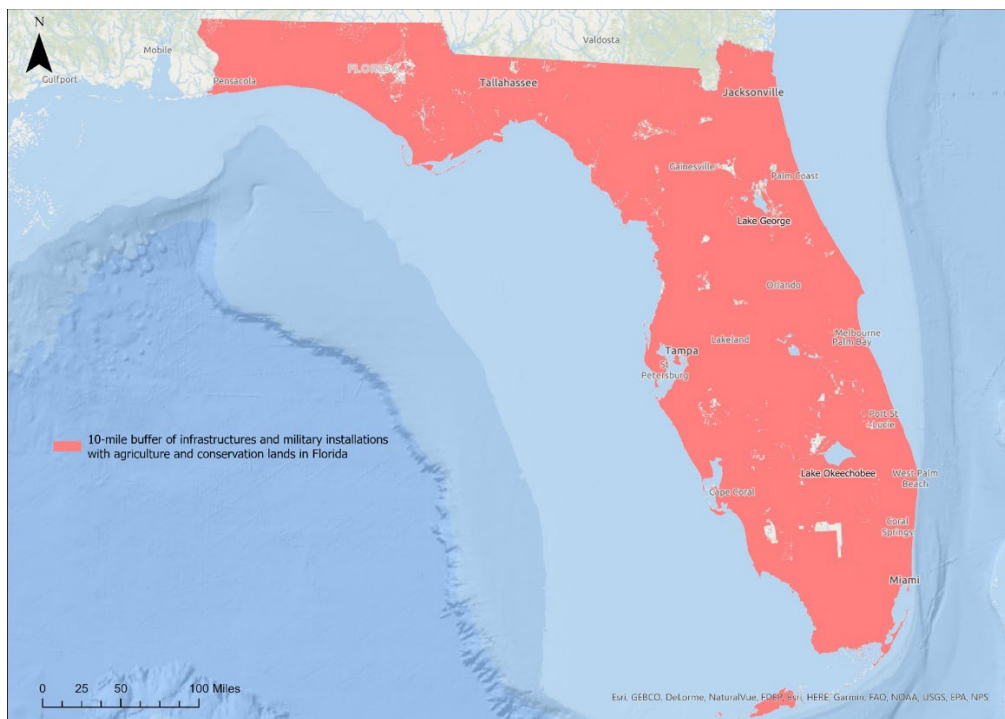 N
Mobile
Gulfport
Pensacola
Valdosta
FLORIDA
Tallahassee
Jacksonville
Gainesville
Palm Coast
Lake George
Orlando
Melbourne
Palm Bay
Lakeland
Tampa
St
Petersburg
10-mile buffer of infrastructures and military installations
with agriculture and conservation lands in Florida
Port St
Lucie
Lake Okeechobee
West Palm
Beach
Cape Coral
Coral
Springs
Miami
0 25 50 100 Miles
Esri, GEBCO, DeLorme, NaturalVue, FDEP, Esri, HERE, Garmin, FAO, NOAA, USGS, EPA, NPS